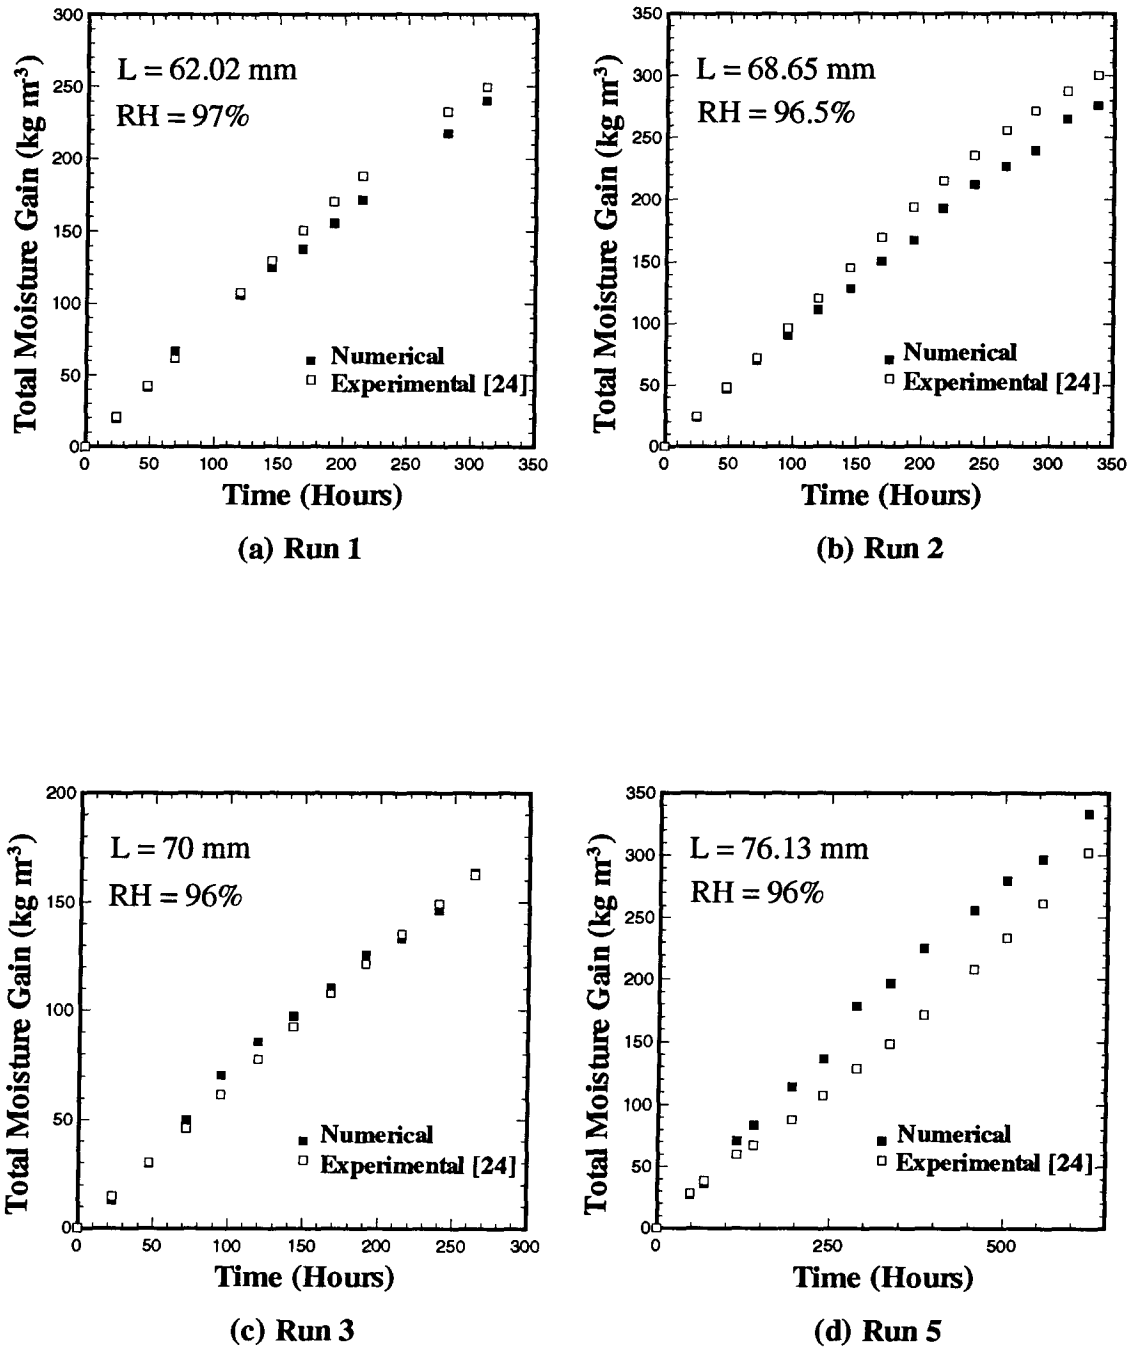 Total Moisture Gain (kg m-3)
300
250
200
150
100
50
0
L = 62.02 mm
RH = 97%
Numerical
Experimental [24]
0 50 100 150 200 250 300 350
Time (Hours)
(a) Run 1
Total Moisture Gain (kg m-3)
350
300
250
200
150
100
50
0
L = 68.65 mm
RH = 96.5%
Numerical
Experimental [24]
0 50 100 150 200 250 300 350
Time (Hours)
(b) Run 2
Total Moisture Gain (kg m-3)
200
150
100
50
0
L = 70 mm
RH = 96%
Numerical
Experimental [24]
0 50 100 150 200 250 300
Time (Hours)
(c) Run 3
Total Moisture Gain (kg m-3)
350
300
250
200
150
100
50
0
L = 76.13 mm
RH = 96%
Numerical
Experimental [24]
0 250 500
Time (Hours)
(d) Run 5